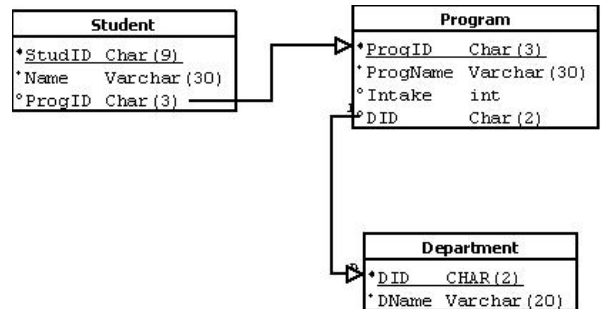 Student
*StudID Char(9)
*Name Varchar(30)
°ProgID Char(3)
Program
*ProgID Char(3)
*ProgName Varchar(30)
°Intake int
°DID Char(2)
Department
*DID CHAR(2)
*DName Varchar(20)